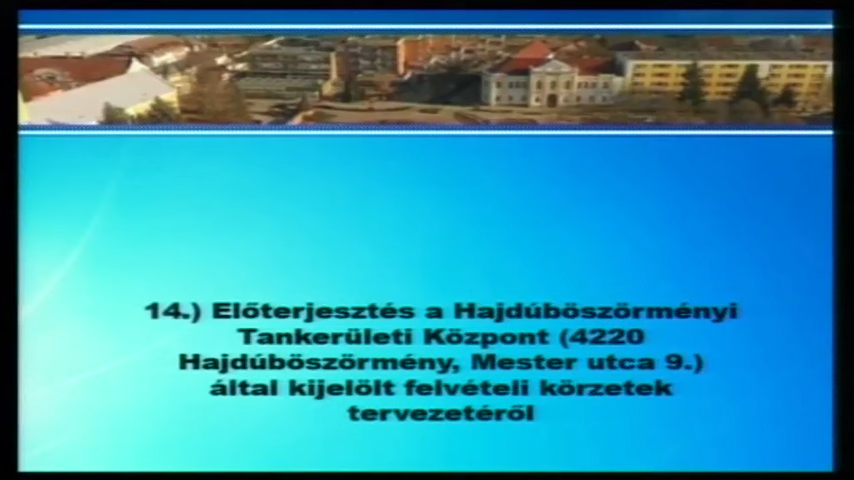 14.) Előterjesztés a Hajdúböszörményi
Tankerületi Központ (4220
Hajdúböszörmény, Mester utca 9.)
által kijelölt felvételi körzetek
tervezetéről